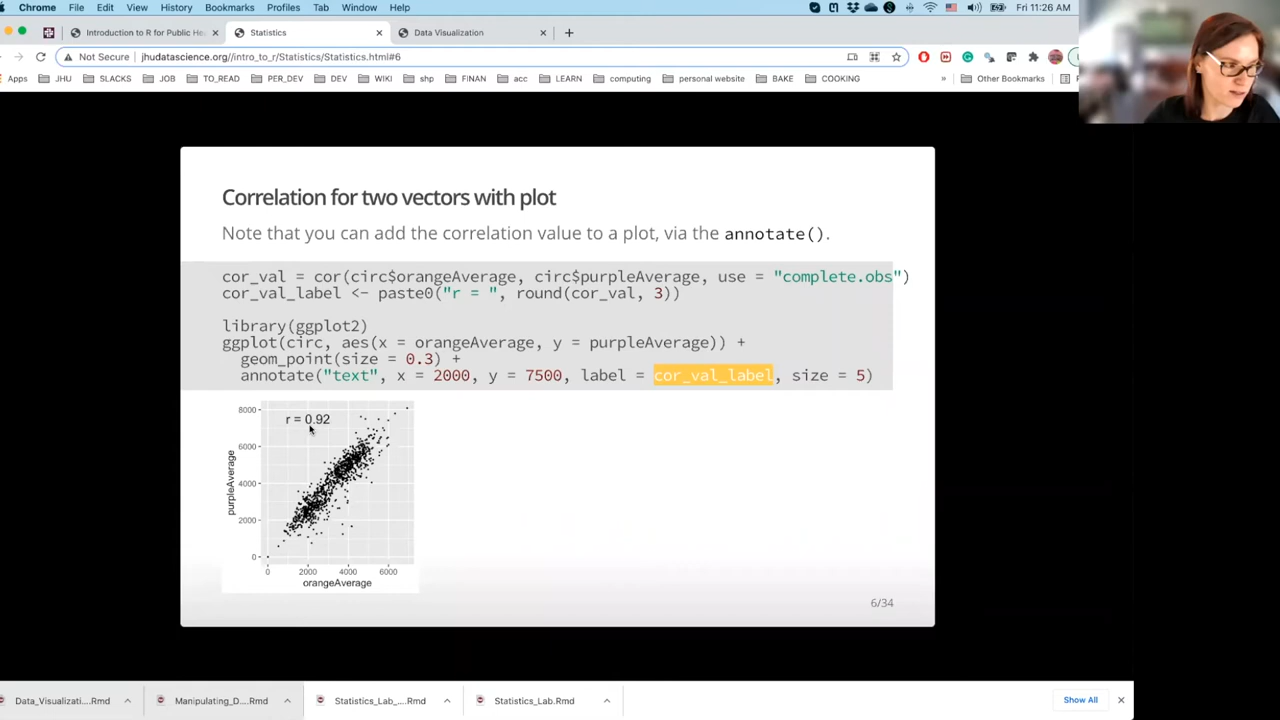 Chrome File Edit View History Bookmarks Profiles Tab Window Help
Fri 11:26 AM
Introduction to R for Public He
Statistics
Data Visualization
Not Secure jhudatascience.org//intro_to_r/Statistics/Statistics.html#6
Apps JHU SLACKS JOB TO_READ PER_DEV DEV WIKI shp FINAN acc LEARN computing personal website BAKE COOKING » Other Bookmarks
Correlation for two vectors with plot
Note that you can add the correlation value to a plot, via the annotate().
cor_val = cor(circ$orangeAverage, circ$purpleAverage, use = "complete.obs")
cor_val_label <- paste0("r = ", round(cor_val, 3))
library(ggplot2)
ggplot(circ, aes(x = orangeAverage, y = purpleAverage)) +
geom_point(size = 0.3) +
annotate("text", x = 2000, y = 7500, label = cor_val_label, size = 5)
8000
r = 0.92
6000
4000
2000
0
purpleAverage
0 2000 4000 6000
orangeAverage
6/34
Data_Visualizati....Rmd
Manipulating_D....Rmd
Statistics_Lab_....Rmd
Statistics_Lab.Rmd
Show All